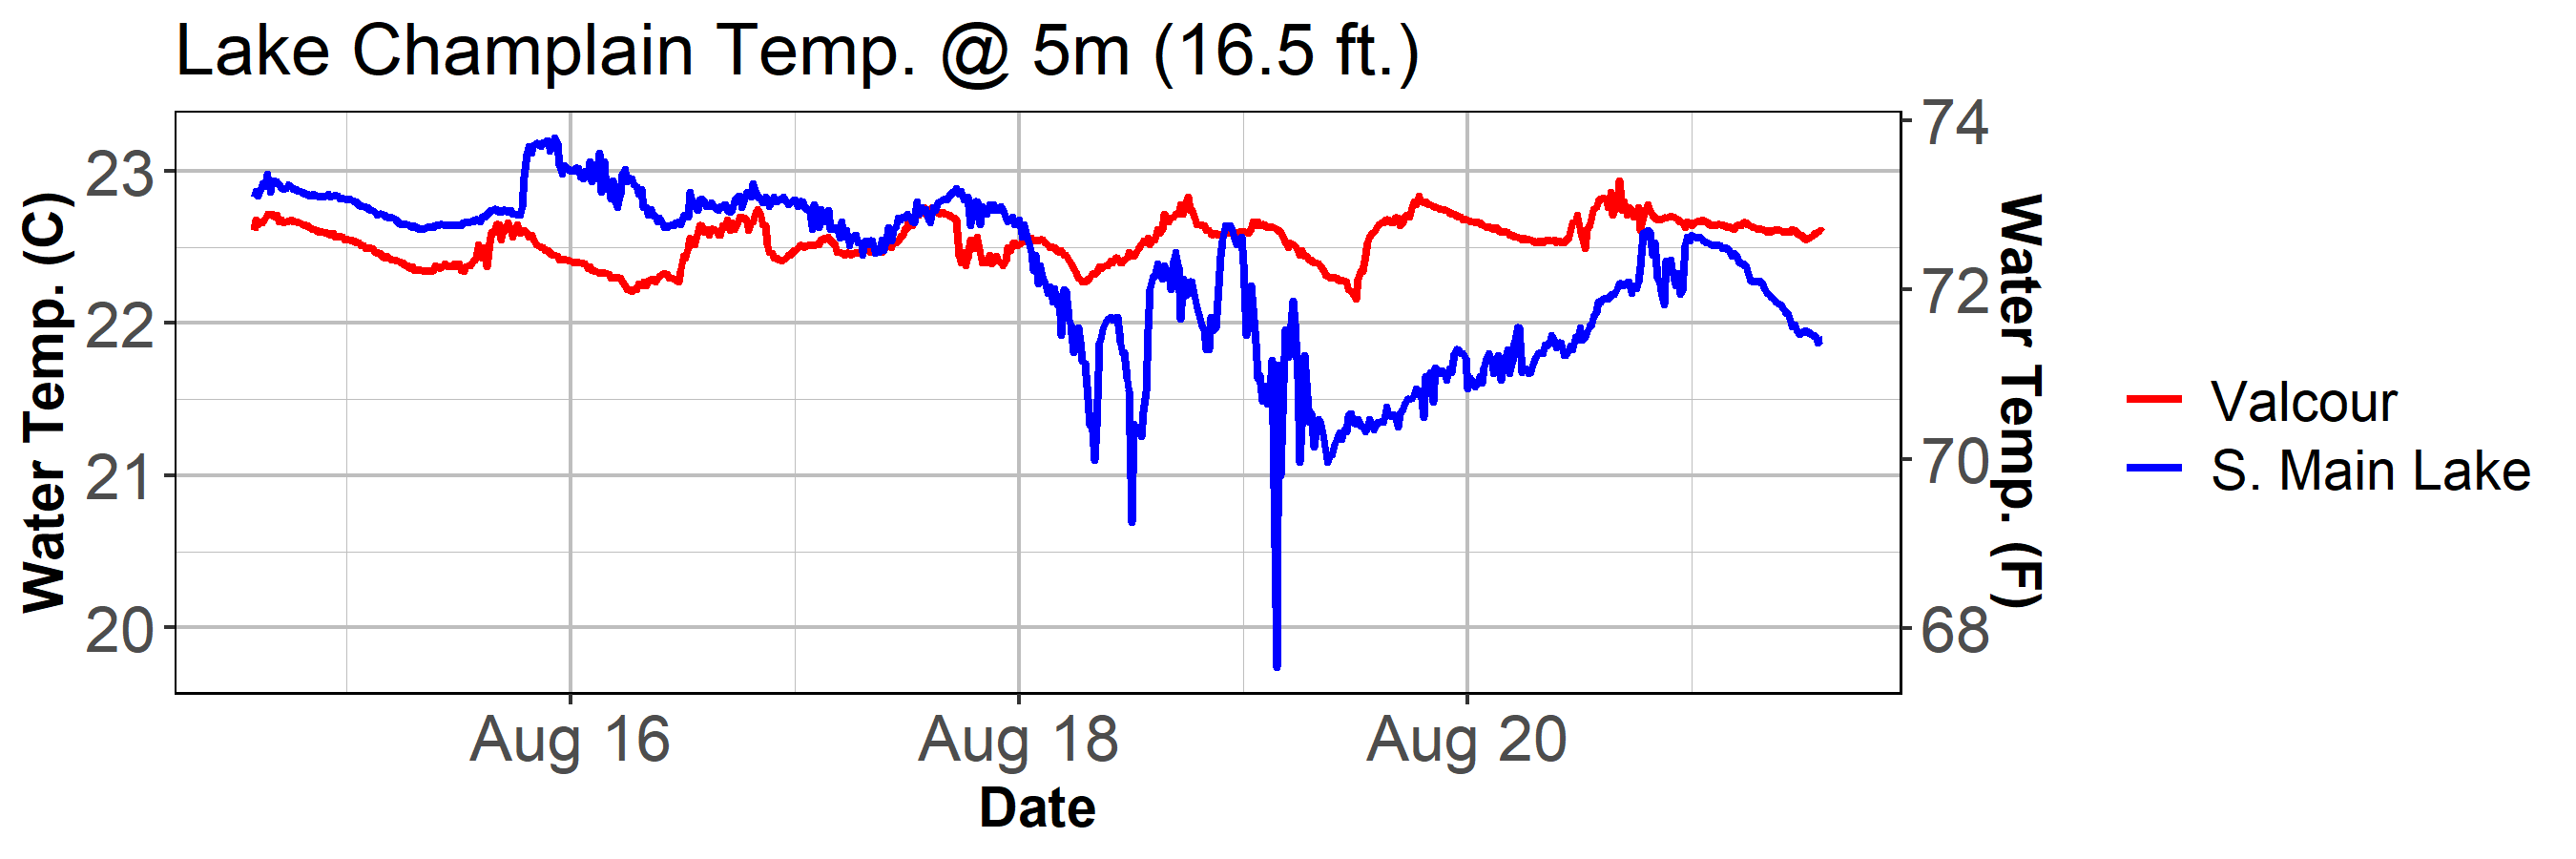 Lake Champlain Temp. @ 5m (16.5 ft.)
Water Temp. (C)
23
22
21
20
74
72
70
68
Water Temp. (F)
Aug 16
Aug 18
Aug 20
Date
Valcour
S. Main Lake